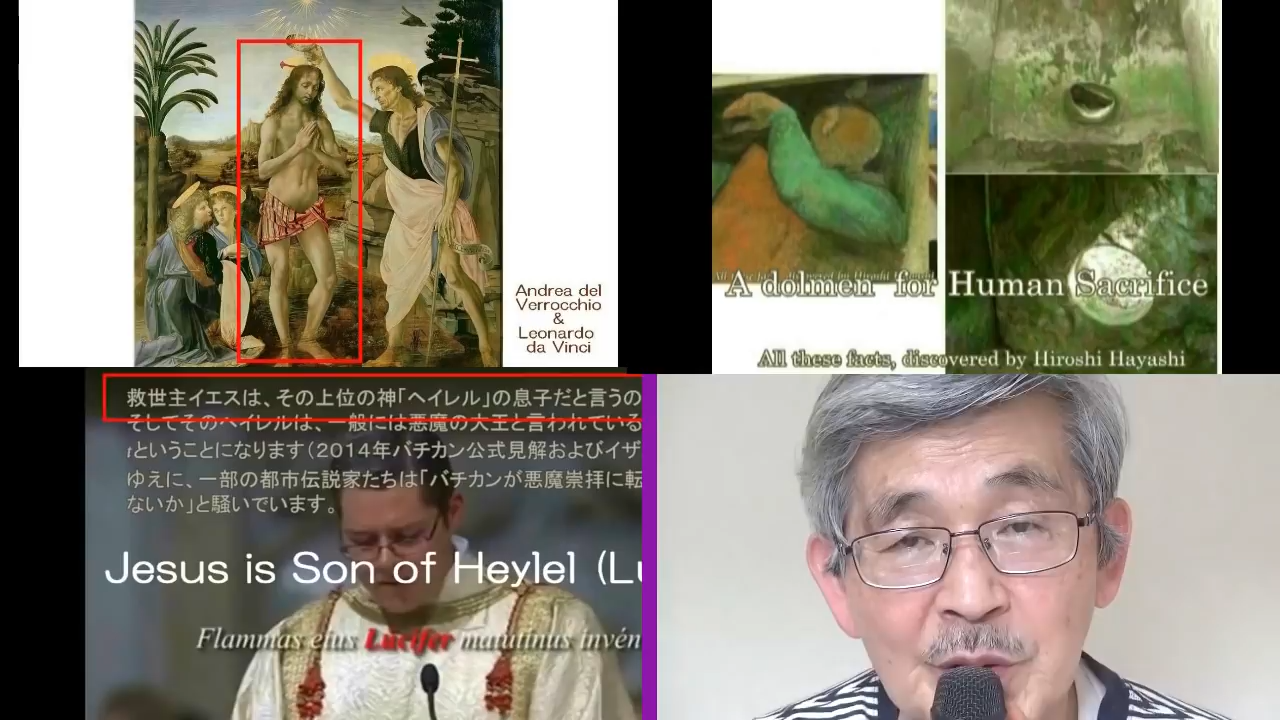 Andrea del
Verrocchio
&
Leonardo
da Vinci
A dolmen for Human Sacrifice
All these facts, discovered by Hiroshi Hayashi
救世主イエスは、その上位の神「ヘイレル」の息子だと言うの
そしてそのヘイレルは、一般には悪魔の大王と言われている
ということになります(2014年バチカン公式見解およびイザ
ゆえに、一部の都市伝説家たちは「バチカンが悪魔崇拝に転
ないか」と騒いでいます。
Jesus is Son of Heylel (Lu
Flammas eius Lucifer matutinus invén